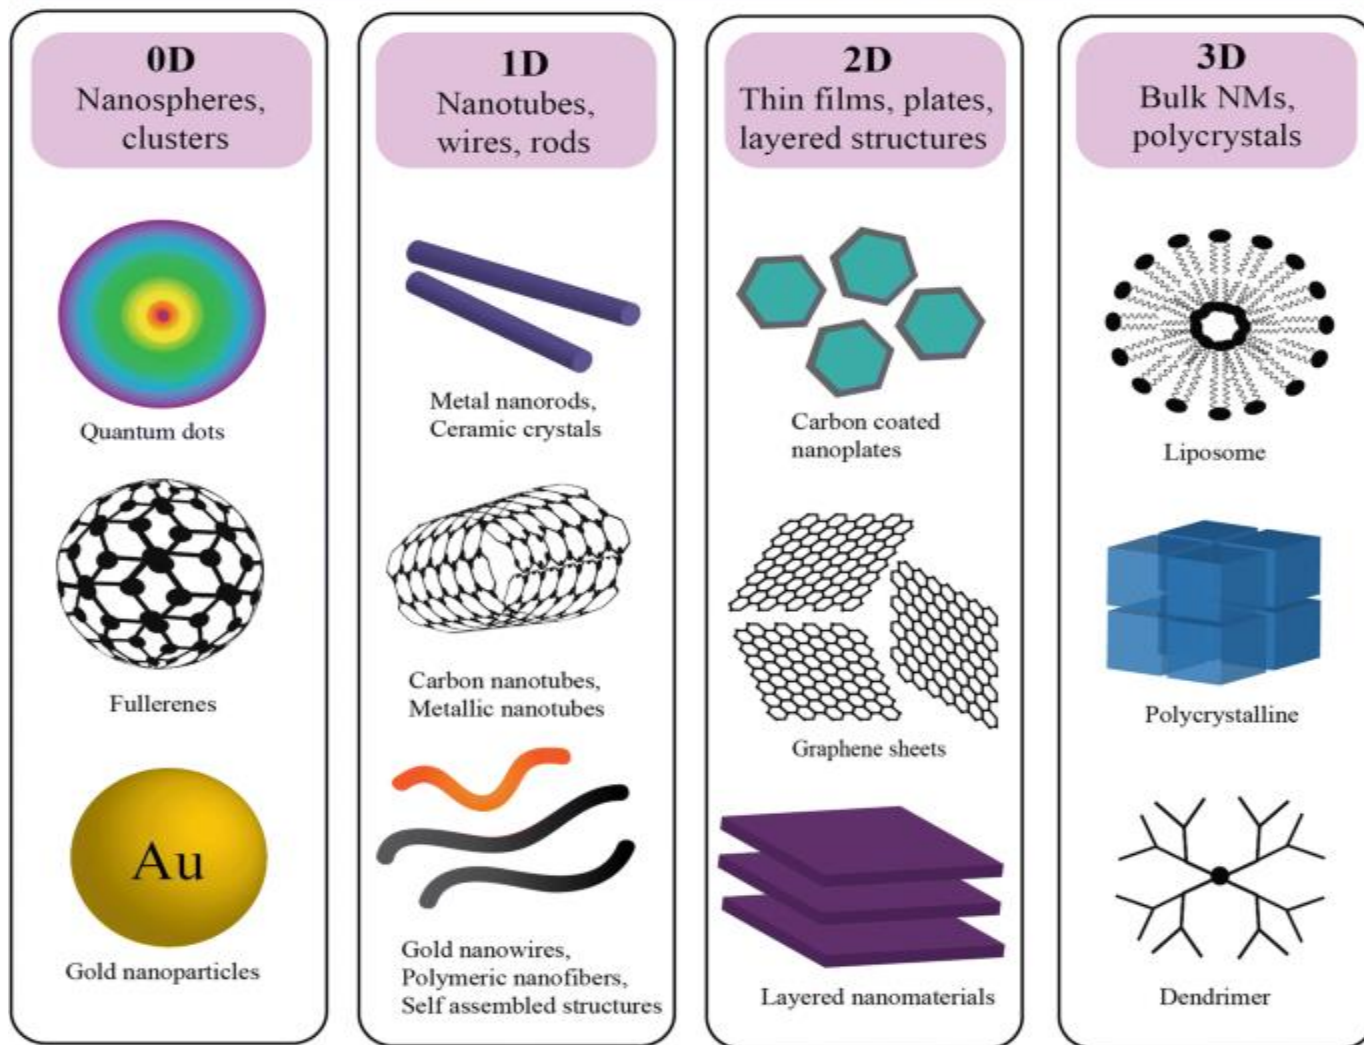 0D
Nanospheres,
clusters
Quantum dots
Fullerenes
Au
Gold nanoparticles
1D
Nanotubes,
wires, rods
Metal nanorods,
Ceramic crystals
Carbon nanotubes,
Metallic nanotubes
Gold nanowires,
Polymeric nanofibers,
Self assembled structures
2D
Thin films, plates,
layered structures
Carbon coated
nanoplates
Graphene sheets
Layered nanomaterials
3D
Bulk NMs,
polycrystals
Liposome
Polycrystalline
Dendrimer